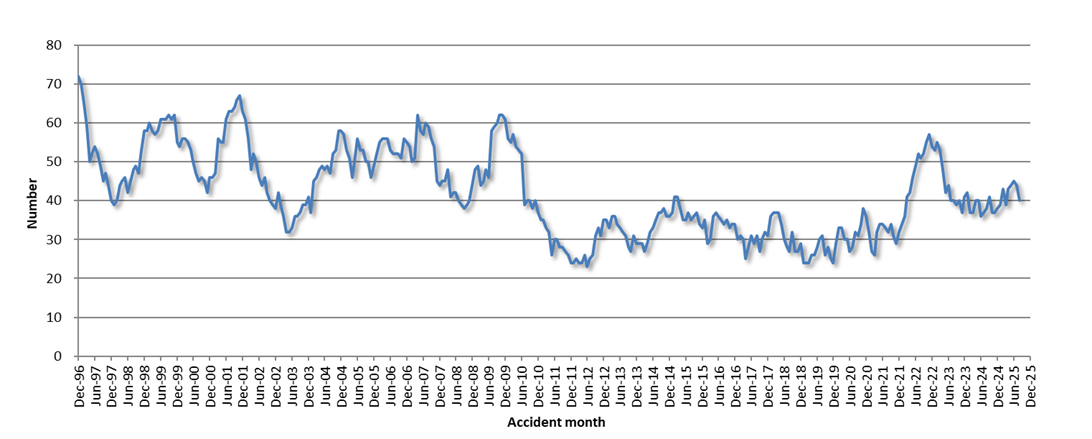 80
70
60
50
40
30
20
10
0
Number
Dec-96
Jun-97
Dec-97
Jun-98
Dec-98
Jun-99
Dec-99
Jun-00
Dec-00
Jun-01
Dec-01
Jun-02
Dec-02
Jun-03
Dec-03
Jun-04
Dec-04
Jun-05
Dec-05
Jun-06
Dec-06
Jun-07
Dec-07
Jun-08
Dec-08
Jun-09
Dec-09
Jun-10
Dec-10
Jun-11
Dec-11
Jun-12
Dec-12
Jun-13
Dec-13
Jun-14
Dec-14
Jun-15
Dec-15
Jun-16
Dec-16
Jun-17
Dec-17
Jun-18
Dec-18
Jun-19
Dec-19
Jun-20
Dec-20
Jun-21
Dec-21
Jun-22
Dec-22
Jun-23
Dec-23
Jun-24
Dec-24
Jun-25
Dec-25
Accident month